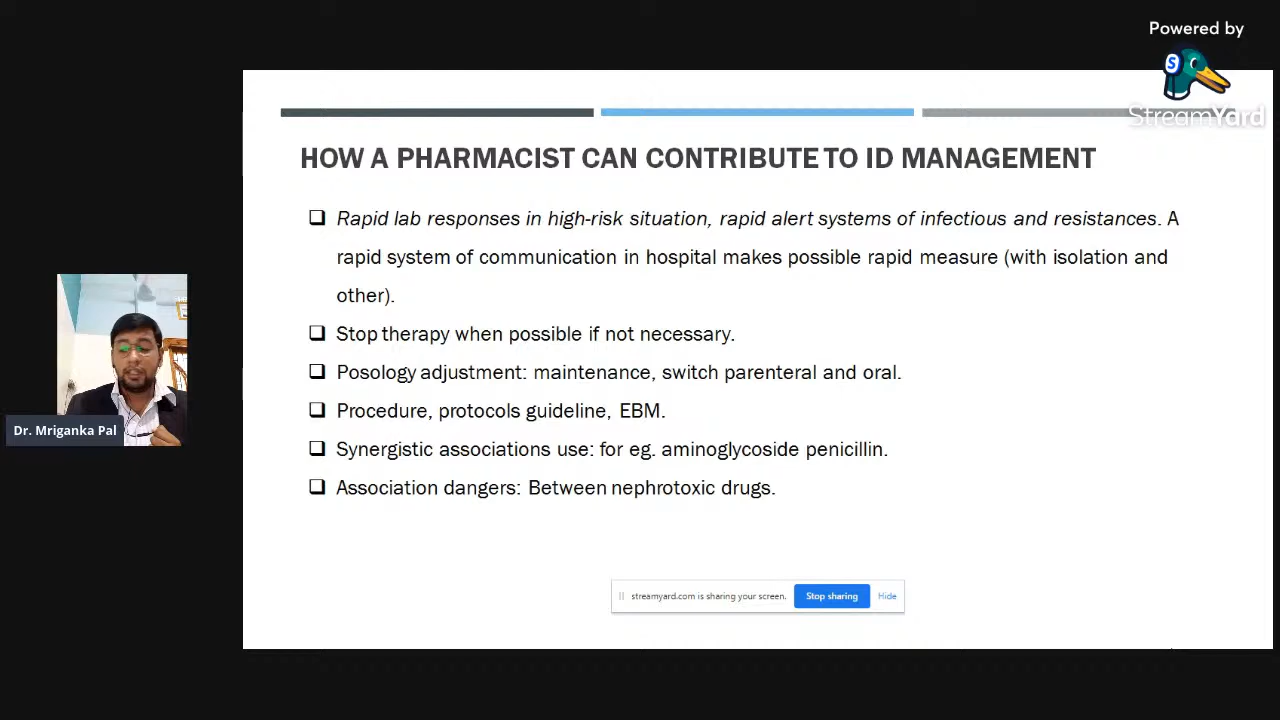 Powered by
StreamYard
HOW A PHARMACIST CAN CONTRIBUTE TO ID MANAGEMENT
Rapid lab responses in high-risk situation, rapid alert systems of infectious and resistances. A
rapid system of communication in hospital makes possible rapid measure (with isolation and
other).
Stop therapy when possible if not necessary.
Posology adjustment: maintenance, switch parenteral and oral.
Procedure, protocols guideline, EBM.
Synergistic associations use: for eg. aminoglycoside penicillin.
Association dangers: Between nephrotoxic drugs.
Dr. Mriganka Pal
streamyard.com is sharing your screen. Stop sharing Hide